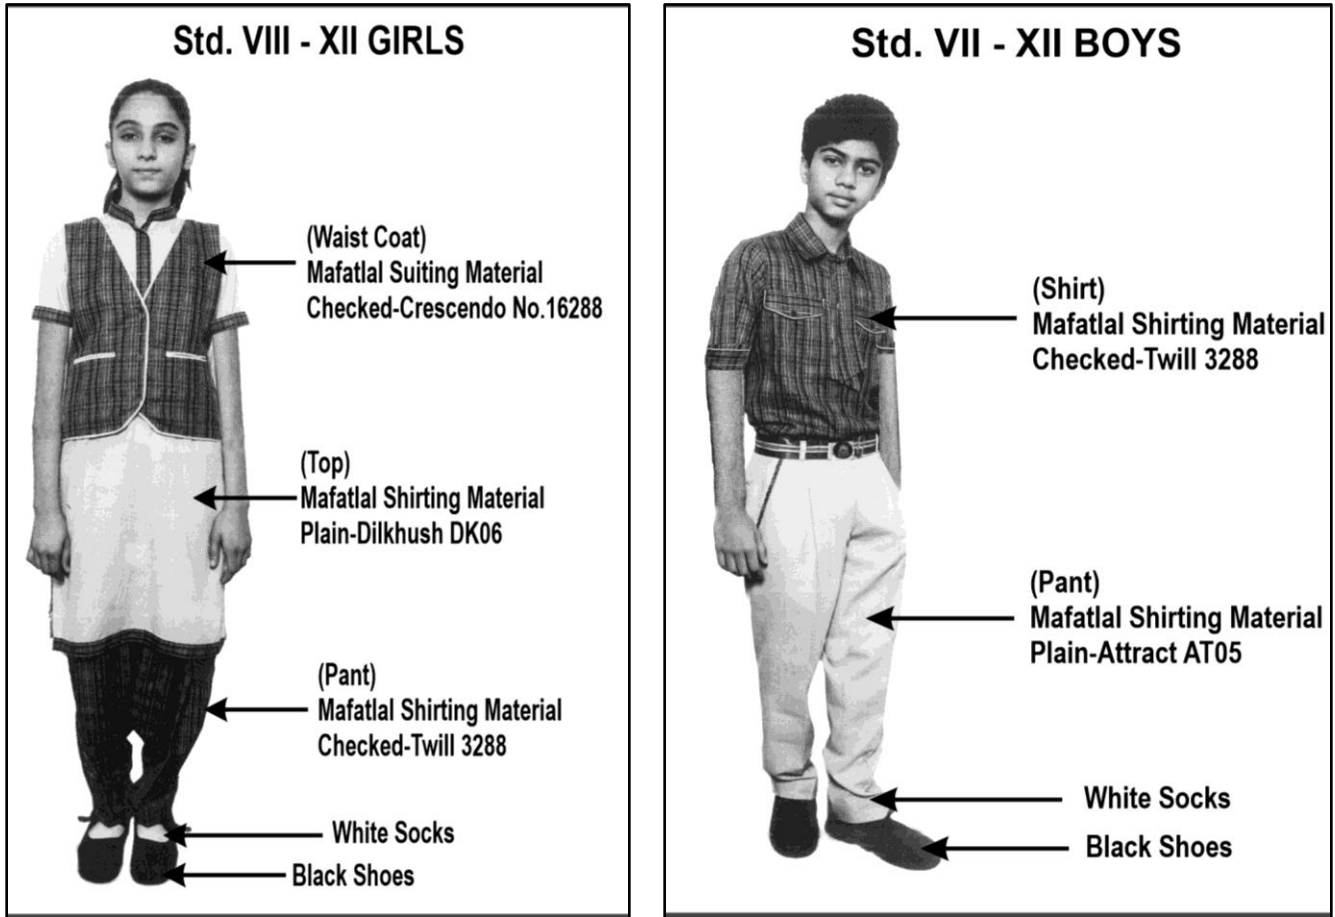 Std. VIII - XII GIRLS
(Waist Coat)
Mafatlal Suiting Material
Checked-Crescendo No.16288
(Top)
Mafatlal Shirting Material
Plain-Dilkhush DK06
(Pant)
Mafatlal Shirting Material
Checked-Twill 3288
White Socks
Black Shoes
Std. VII - XII BOYS
(Shirt)
Mafatlal Shirting Material
Checked-Twill 3288
(Pant)
Mafatlal Shirting Material
Plain-Attract AT05
White Socks
Black Shoes